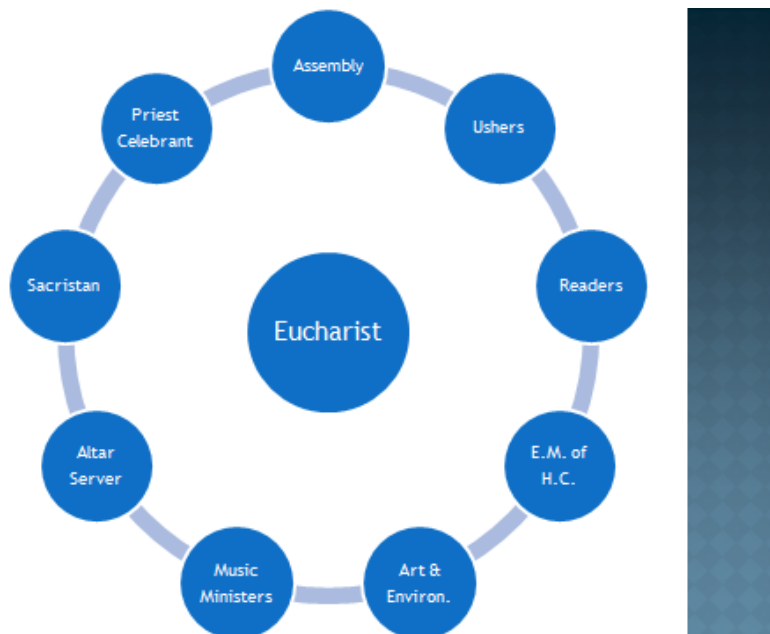 Assembly
Ushers
Readers
E.M. of
H.C.
Art &
Environ.
Music
Ministers
Altar
Server
Sacristan
Priest
Celebrant
Eucharist